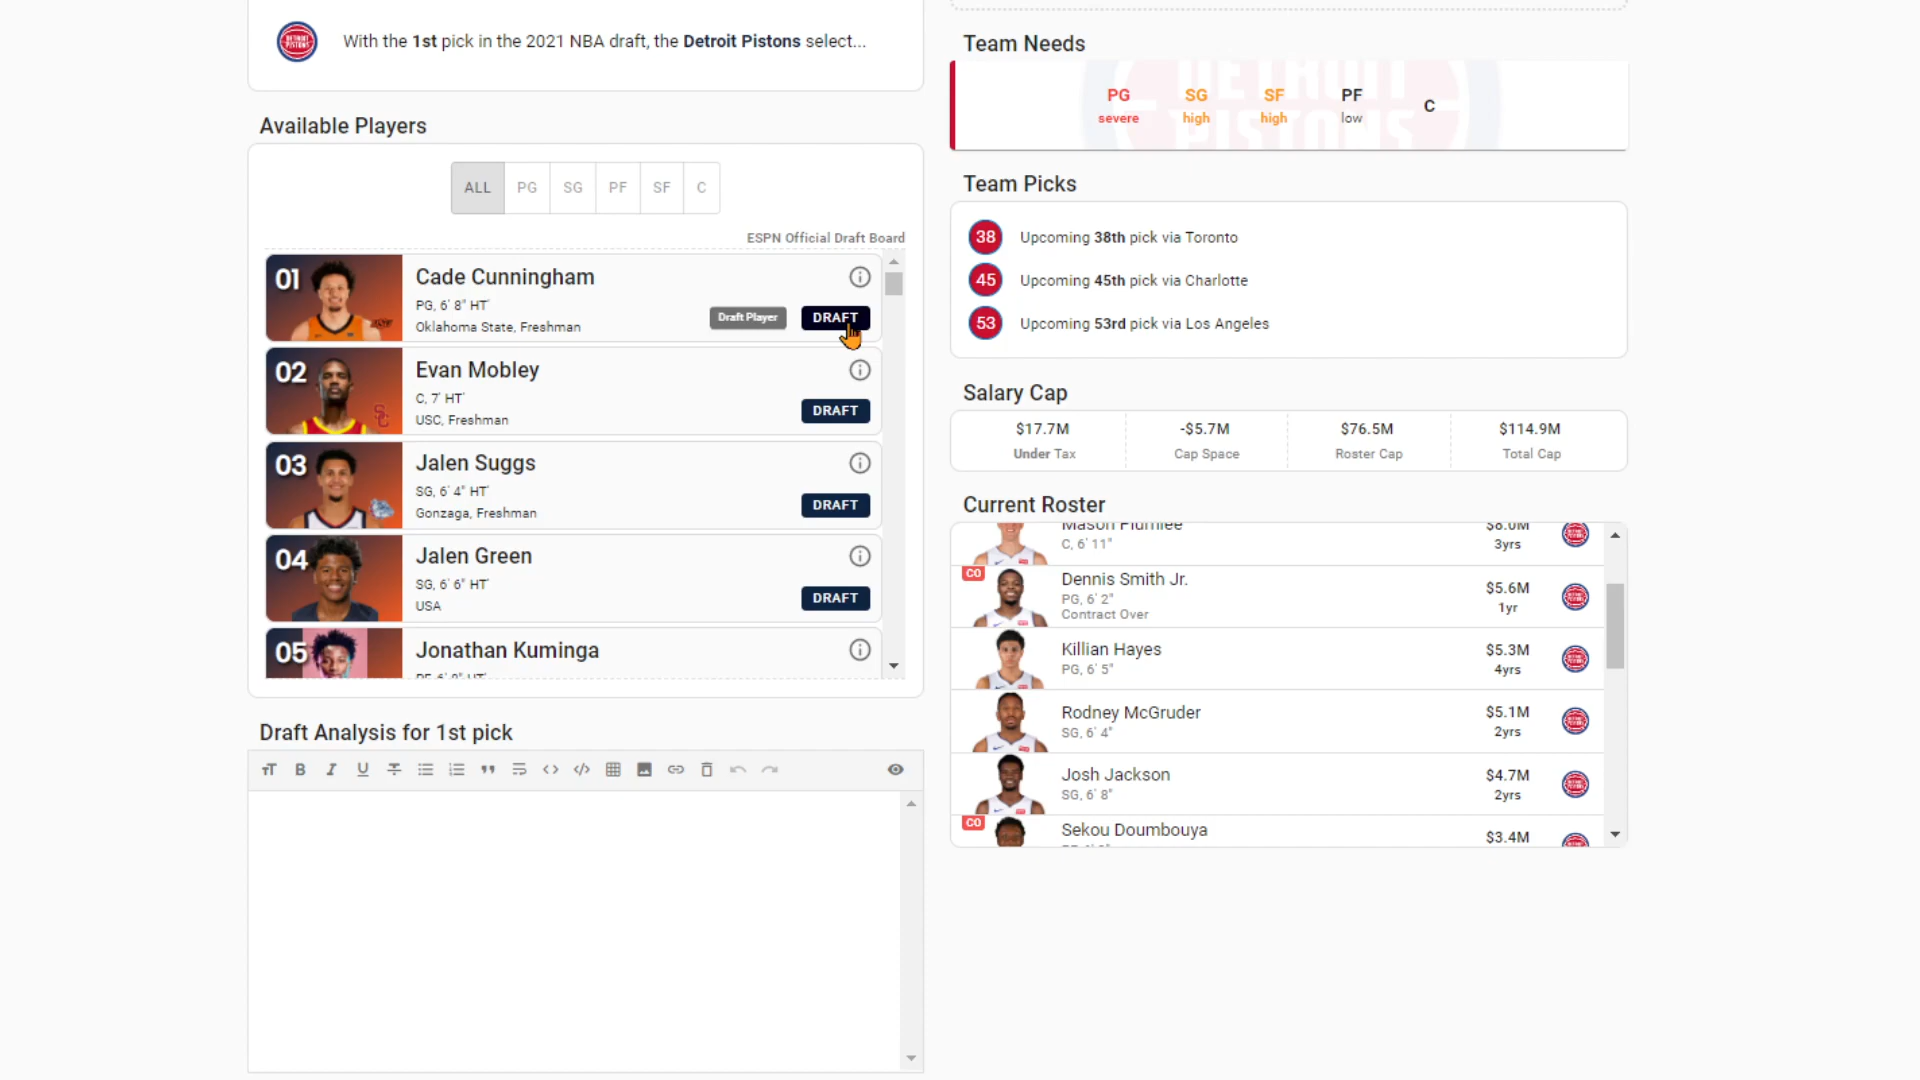 With the 1st pick in the 2021 NBA draft, the Detroit Pistons select...
Available Players
ALL PG SG PF SF C
ESPN Official Draft Board
01
Cade Cunningham
PG, 6' 8" HT'
Oklahoma State, Freshman
Draft Player
DRAFT
02
Evan Mobley
C, 7' HT'
USC, Freshman
DRAFT
03
Jalen Suggs
SG, 6' 4" HT'
Gonzaga, Freshman
DRAFT
04
Jalen Green
SG, 6' 6" HT'
USA
DRAFT
05
Jonathan Kuminga
Draft Analysis for 1st pick
Team Needs
DETROIT
PISTONS
PG SG SF PF C
severe high high low
Team Picks
38 Upcoming 38th pick via Toronto
45 Upcoming 45th pick via Charlotte
53 Upcoming 53rd pick via Los Angeles
Salary Cap
$17.7M -$5.7M $76.5M $114.9M
Under Tax Cap Space Roster Cap Total Cap
Current Roster
Mason Plumlee $8.0M
C, 6' 11" 3yrs
CO
Dennis Smith Jr. $5.6M
PG, 6' 2" 1yr
Contract Over
Killian Hayes $5.3M
PG, 6' 5" 4yrs
Rodney McGruder $5.1M
SG, 6' 4" 2yrs
Josh Jackson $4.7M
SG, 6' 8" 2yrs
CO
Sekou Doumbouya $3.4M